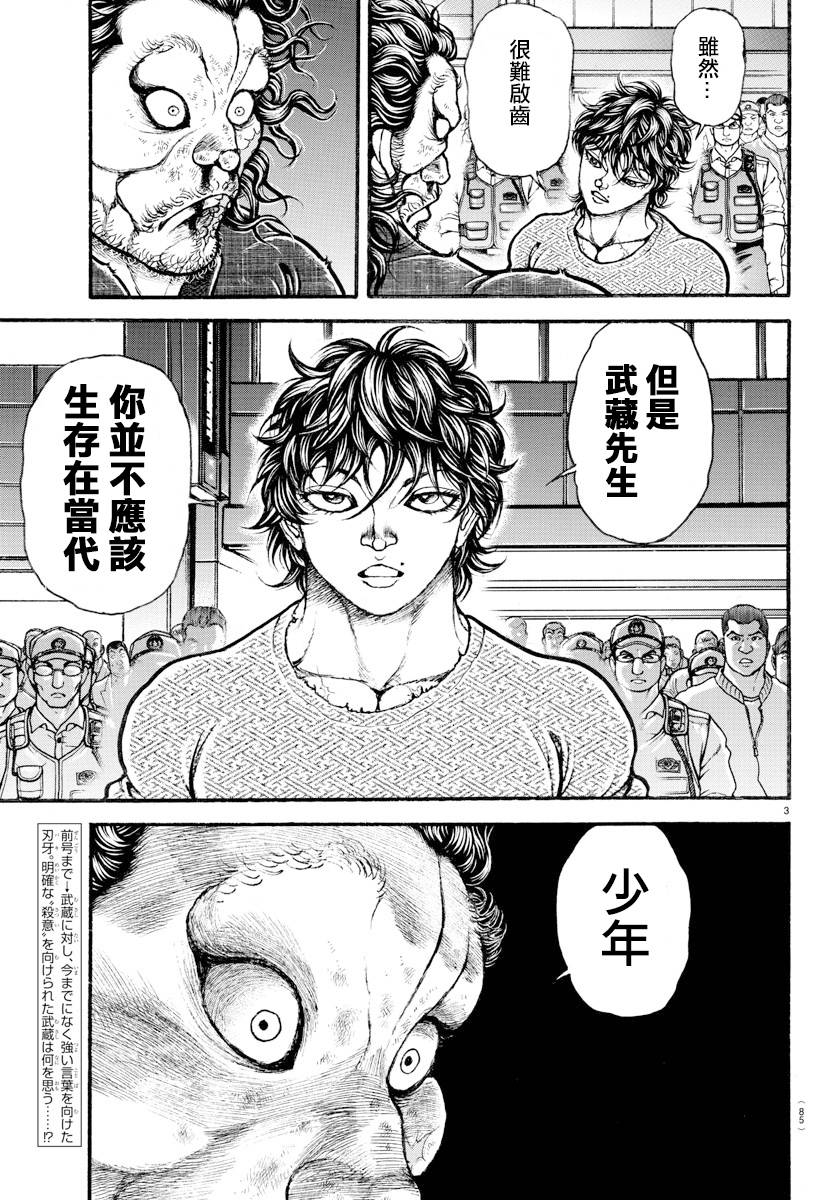 雖然…
很難啟齒
但是
武藏先生
你並不應該
生存在當代
3
少年
前号まで→武蔵に対し、今までになく強い言葉を向けた
刃牙。明確な〝殺意〟を向けられた武蔵は何を思う……!?
(85)